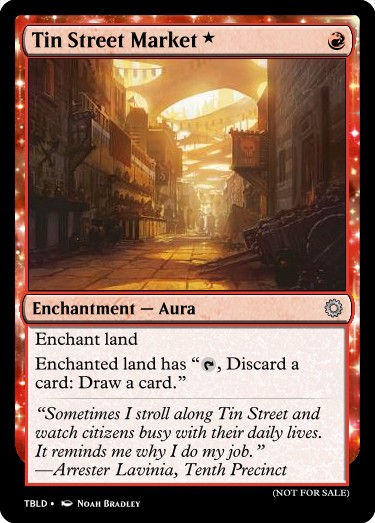 Tin Street Market ★
Enchantment — Aura
Enchant land
Enchanted land has “, Discard a
card: Draw a card.”
“Sometimes I stroll along Tin Street and
watch citizens busy with their daily lives.
It reminds me why I do my job.”
—Arrester Lavinia, Tenth Precinct
(NOT FOR SALE)
TBLD • Noah Bradley